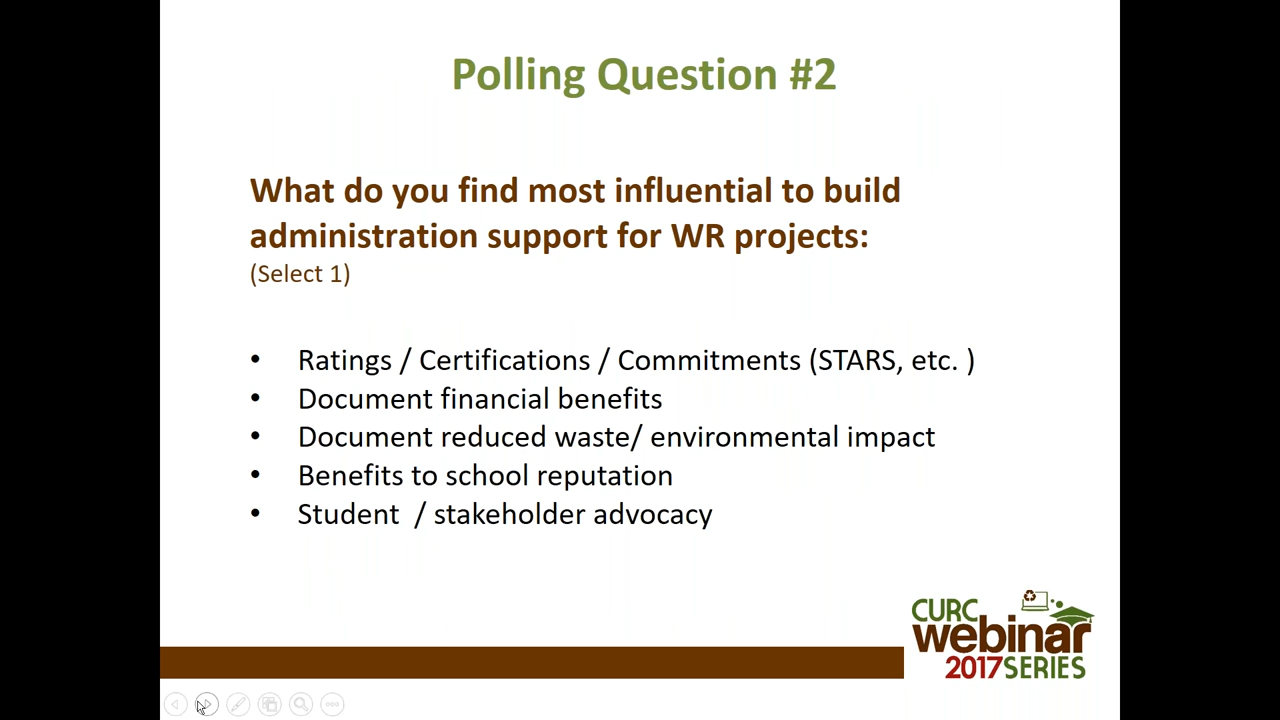 Polling Question #2
What do you find most influential to build
administration support for WR projects:
(Select 1)
• Ratings / Certifications / Commitments (STARS, etc. )
• Document financial benefits
• Document reduced waste/ environmental impact
• Benefits to school reputation
• Student  / stakeholder advocacy
CURC
webinar
2017SERIES